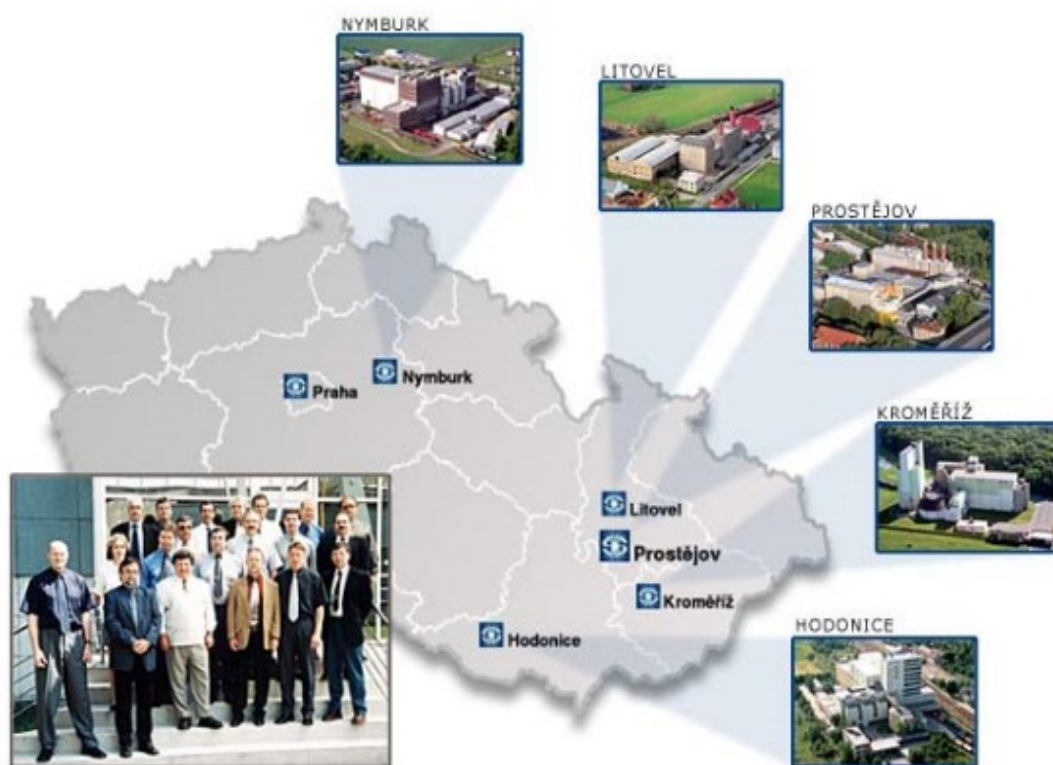 NYMBURK
LITOVEL
PROSTĚJOV
Praha
Nymburk
KROMĚŘÍŽ
Litovel
Prostějov
Kroměříž
Hodonice
HODONICE